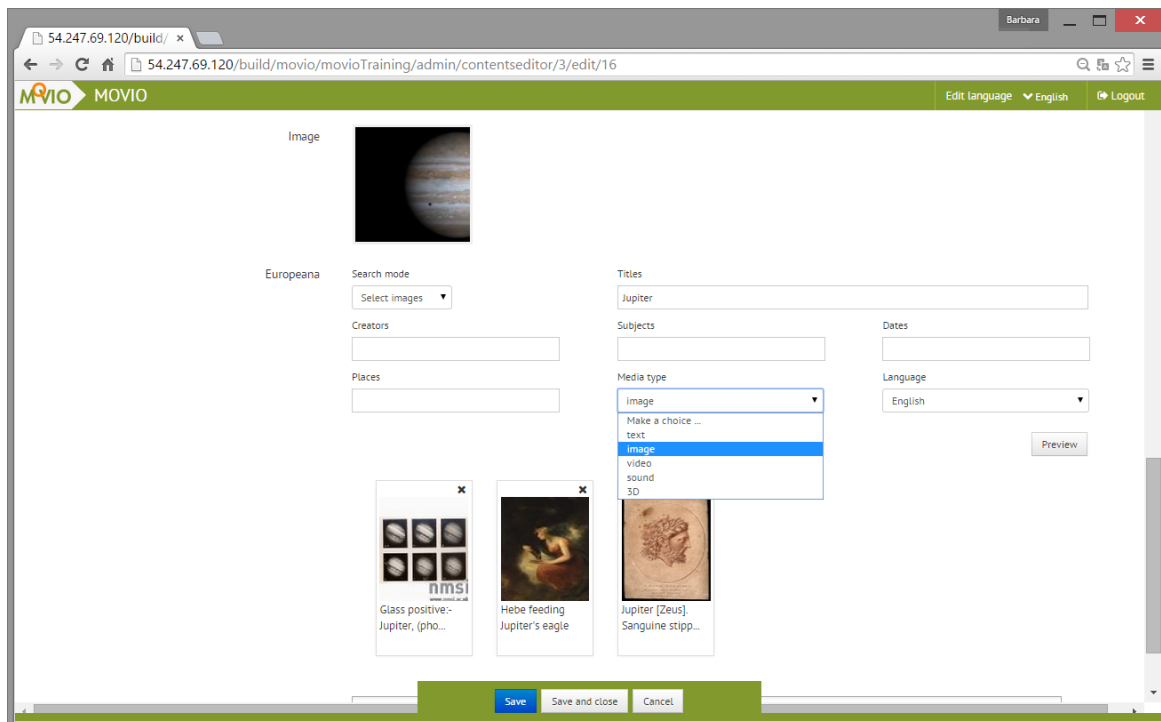 Barbara
54.247.69.120/build/
54.247.69.120/build/movio/movioTraining/admin/contentseditor/3/edit/16
MOVIO MOVIO
Edit language English Logout
Image
Europeana
Search mode
Titles
Select images
Jupiter
Creators
Subjects
Dates
Places
Media type
Language
image
English
Make a choice ...
text
image
video
sound
3D
Preview
nmsi
Glass positive:-
Jupiter, (pho...
Hebe feeding
Jupiter's eagle
Jupiter [Zeus].
Sanguine stipp...
Save Save and close Cancel